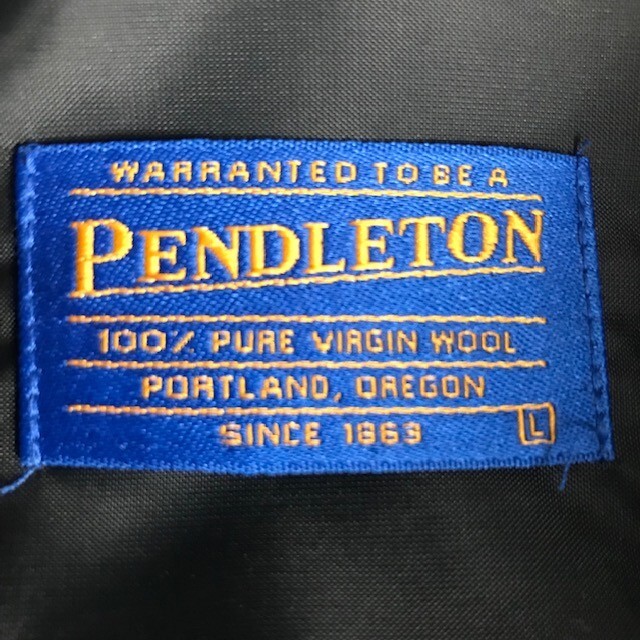 WARRANTED TO BE A
PENDLETON
100% PURE VIRGIN WOOL
PORTLAND, OREGON
SINCE 1863 L